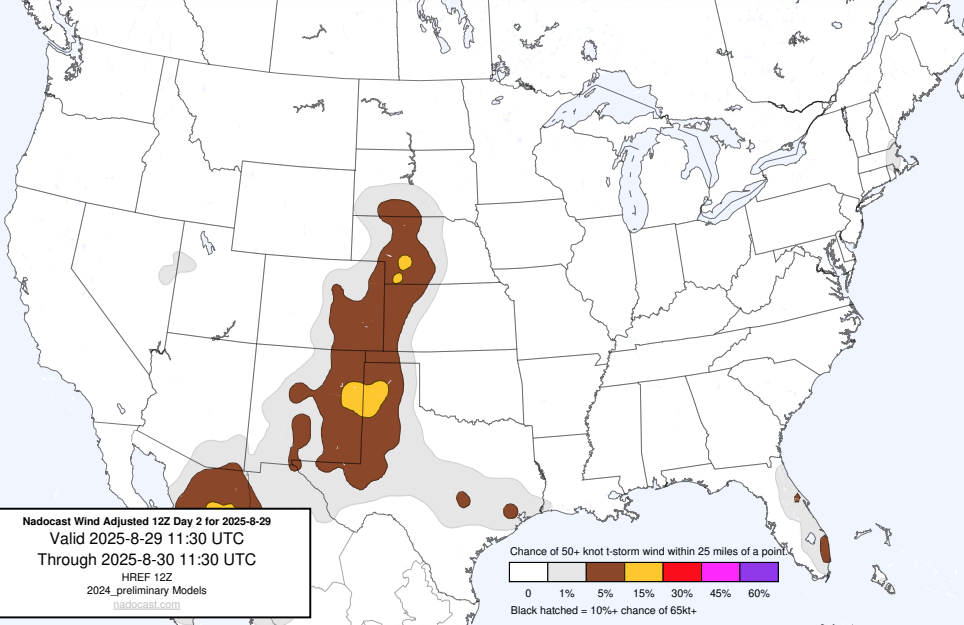 Nadocast Wind Adjusted 12Z Day 2 for 2025-8-29
Valid 2025-8-29 11:30 UTC
Through 2025-8-30 11:30 UTC
HREF 12Z
2024_preliminary Models
nadocast.com
Chance of 50+ knot t-storm wind within 25 miles of a point.
0 1% 5% 15% 30% 45% 60%
Black hatched = 10%+ chance of 65kt+